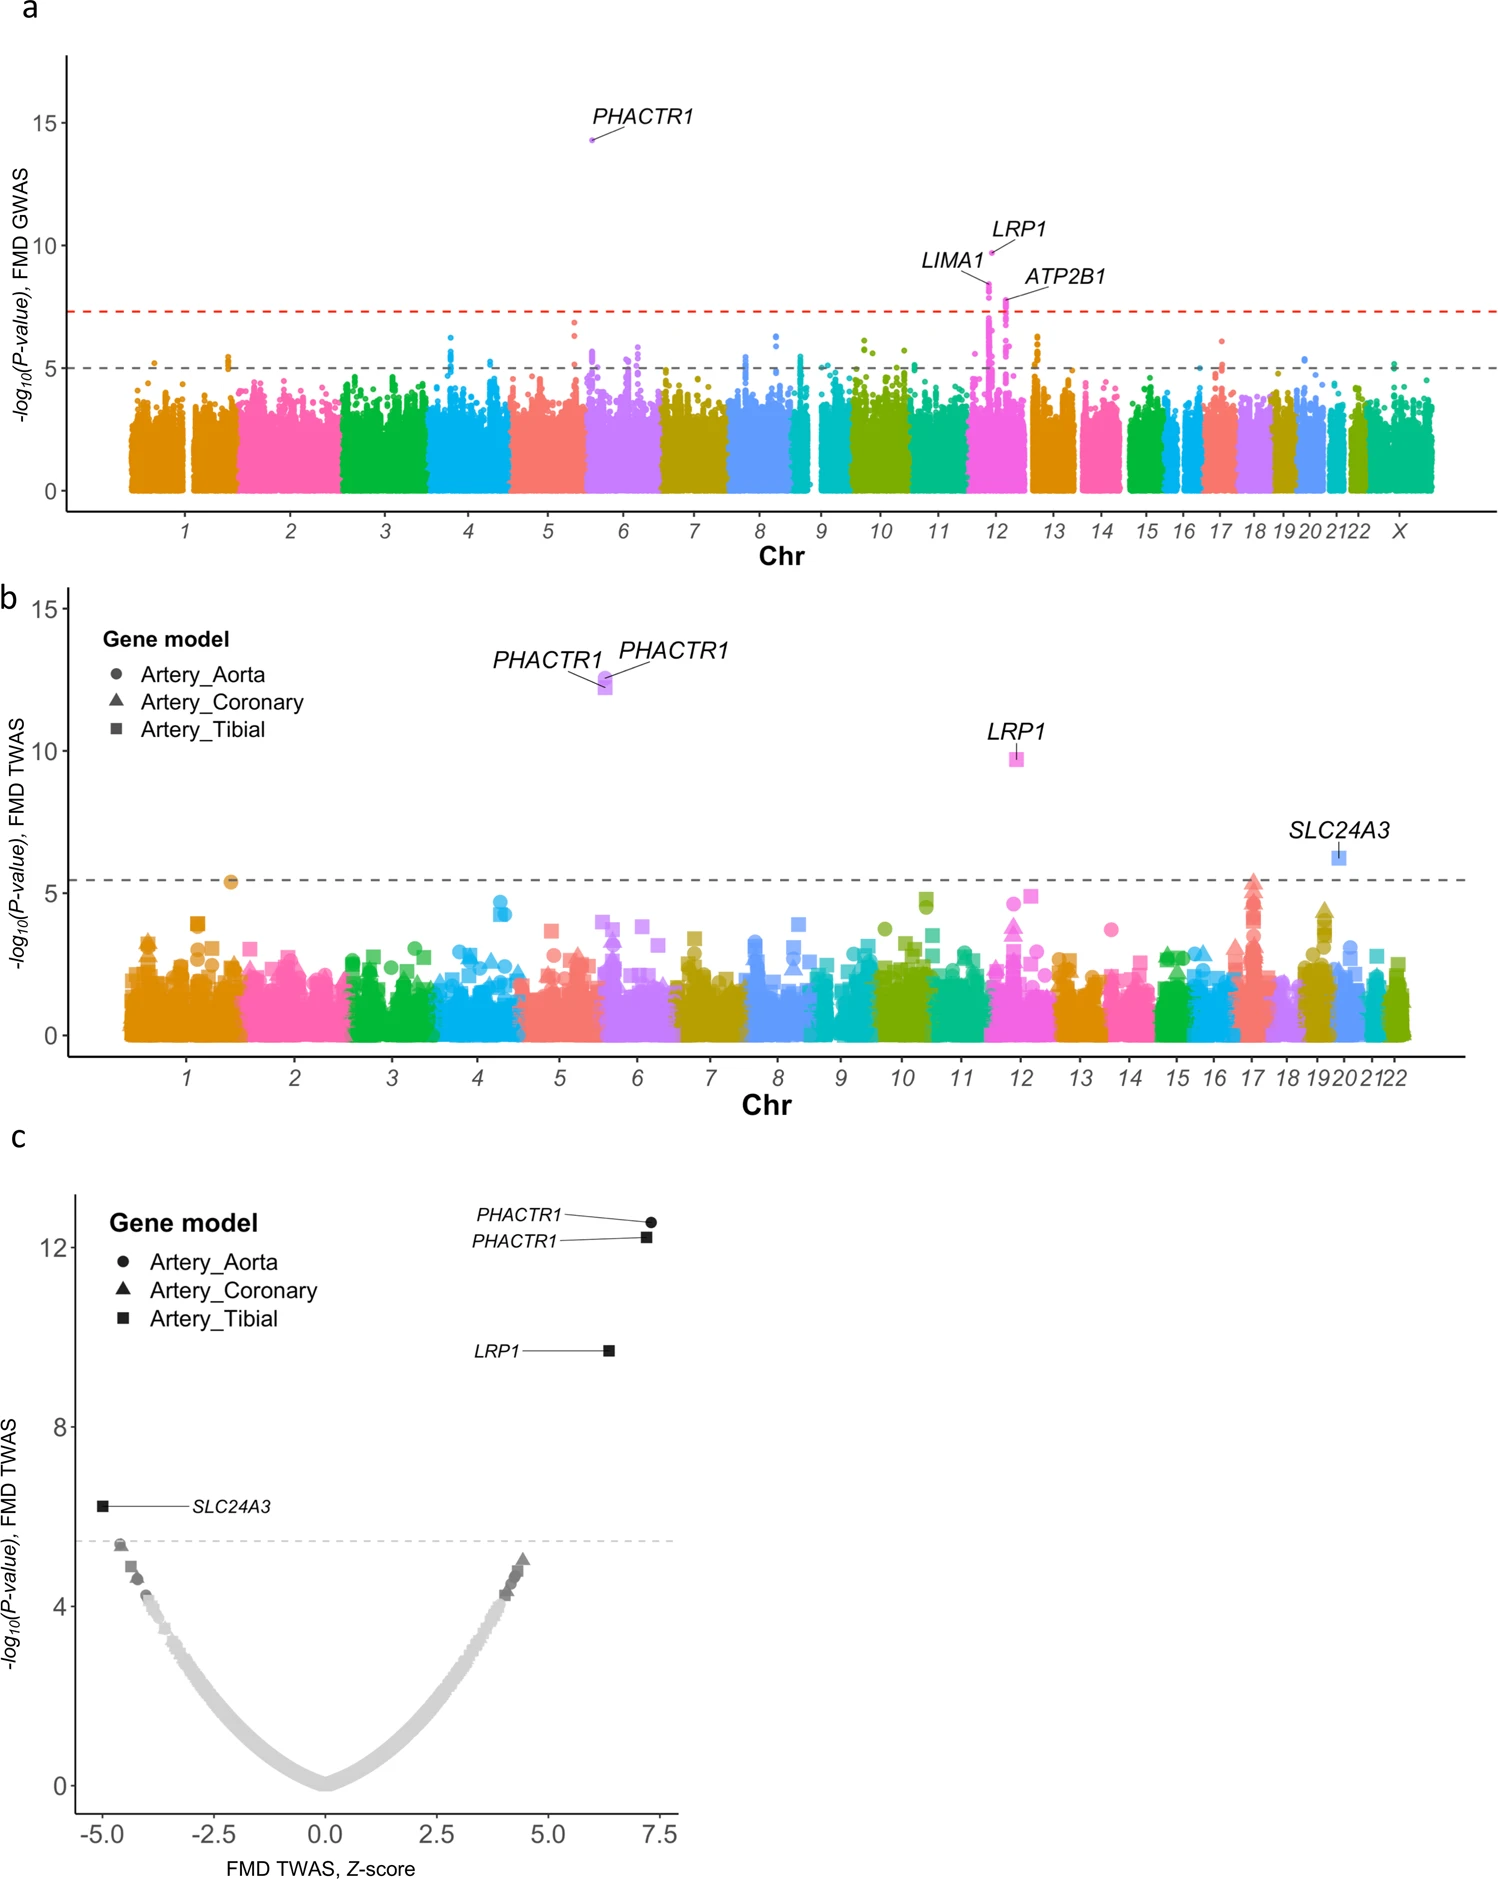 a
-log10(P-value), FMD GWAS
15
10
5
0
PHACTR1
LRP1
LIMA1
ATP2B1
1 2 3 4 5 6 7 8 9 10 11 12 13 14 15 16 17 18 19 20 21 22 X
Chr
b
-log10(P-value), FMD TWAS
15
10
5
0
Gene model
Artery_Aorta
Artery_Coronary
Artery_Tibial
PHACTR1 PHACTR1
LRP1
SLC24A3
1 2 3 4 5 6 7 8 9 10 11 12 13 14 15 16 17 18 19 20 21 22
Chr
c
-log10(P-value), FMD TWAS
12
8
4
0
Gene model
Artery_Aorta
Artery_Coronary
Artery_Tibial
PHACTR1
PHACTR1
LRP1
SLC24A3
-5.0 -2.5 0.0 2.5 5.0 7.5
FMD TWAS, Z-score